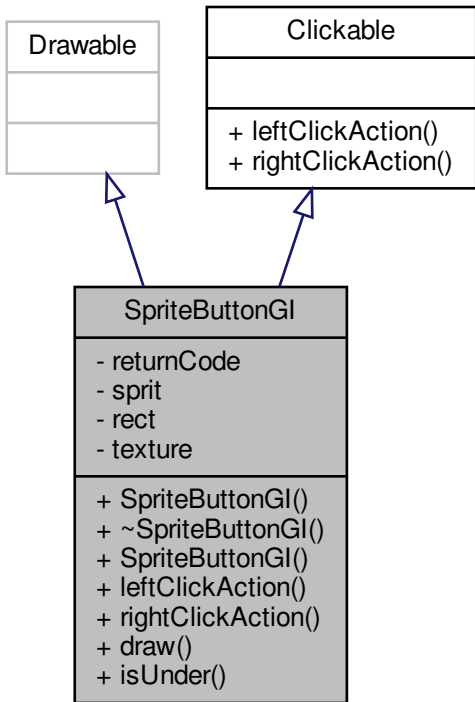 Drawable
Clickable
+ leftClickAction()
+ rightClickAction()
SpriteButtonGI
- returnCode
- sprit
- rect
- texture
+ SpriteButtonGI()
+ ~SpriteButtonGI()
+ SpriteButtonGI()
+ leftClickAction()
+ rightClickAction()
+ draw()
+ isUnder()